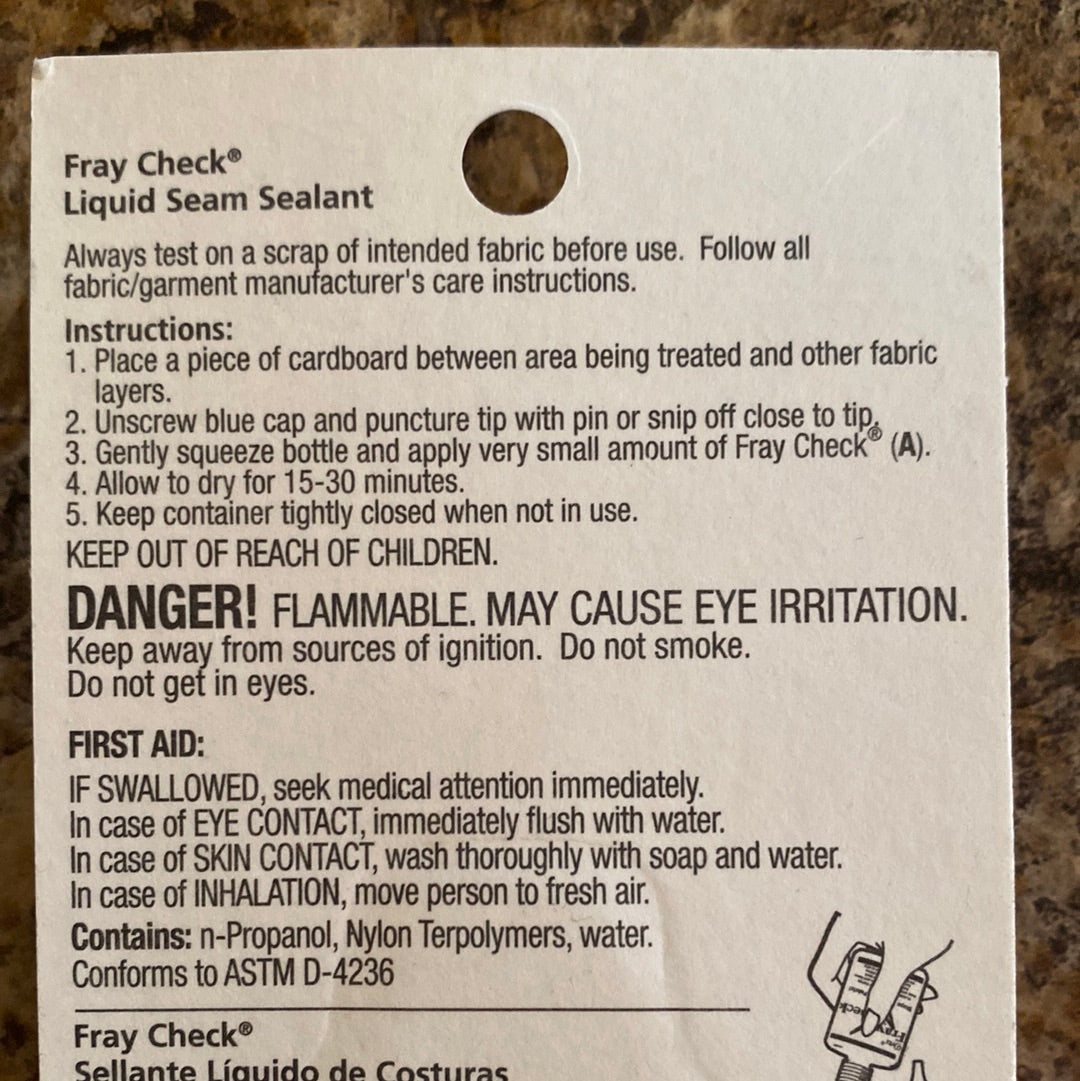 Fray Check®
Liquid Seam Sealant
Always test on a scrap of intended fabric before use. Follow all
fabric/garment manufacturer's care instructions.
Instructions:
1. Place a piece of cardboard between area being treated and other fabric
layers.
2. Unscrew blue cap and puncture tip with pin or snip off close to tip.
3. Gently squeeze bottle and apply very small amount of Fray Check® (A).
4. Allow to dry for 15-30 minutes.
5. Keep container tightly closed when not in use.
KEEP OUT OF REACH OF CHILDREN.
DANGER! FLAMMABLE. MAY CAUSE EYE IRRITATION.
Keep away from sources of ignition. Do not smoke.
Do not get in eyes.
FIRST AID:
IF SWALLOWED, seek medical attention immediately.
In case of EYE CONTACT, immediately flush with water.
In case of SKIN CONTACT, wash thoroughly with soap and water.
In case of INHALATION, move person to fresh air.
Contains: n-Propanol, Nylon Terpolymers, water.
Conforms to ASTM D-4236
Fray Check®
Sellante Líquido de Costuras